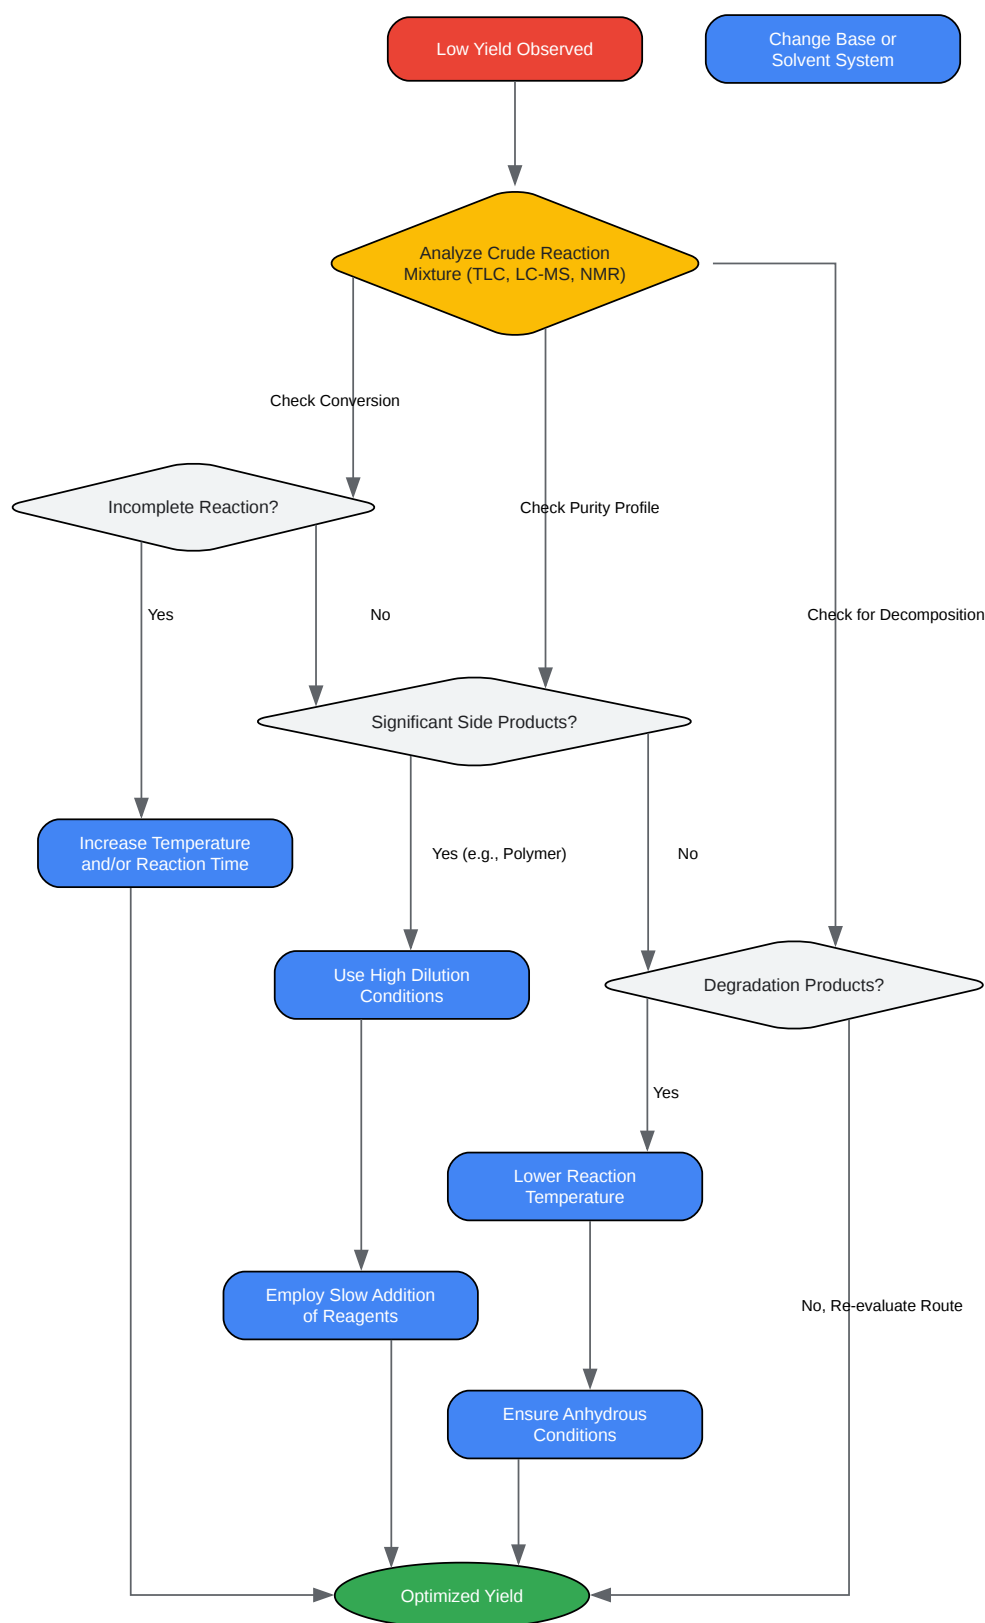 Low Yield Observed
Change Base or
Solvent System
Analyze Crude Reaction
Mixture (TLC, LC-MS, NMR)
Check Conversion
Incomplete Reaction?
Check Purity Profile
Yes
No
Check for Decomposition
Significant Side Products?
Increase Temperature
and/or Reaction Time
Yes (e.g., Polymer)
No
Use High Dilution
Conditions
Degradation Products?
Yes
Lower Reaction
Temperature
Employ Slow Addition
of Reagents
No, Re-evaluate Route
Ensure Anhydrous
Conditions
Optimized Yield